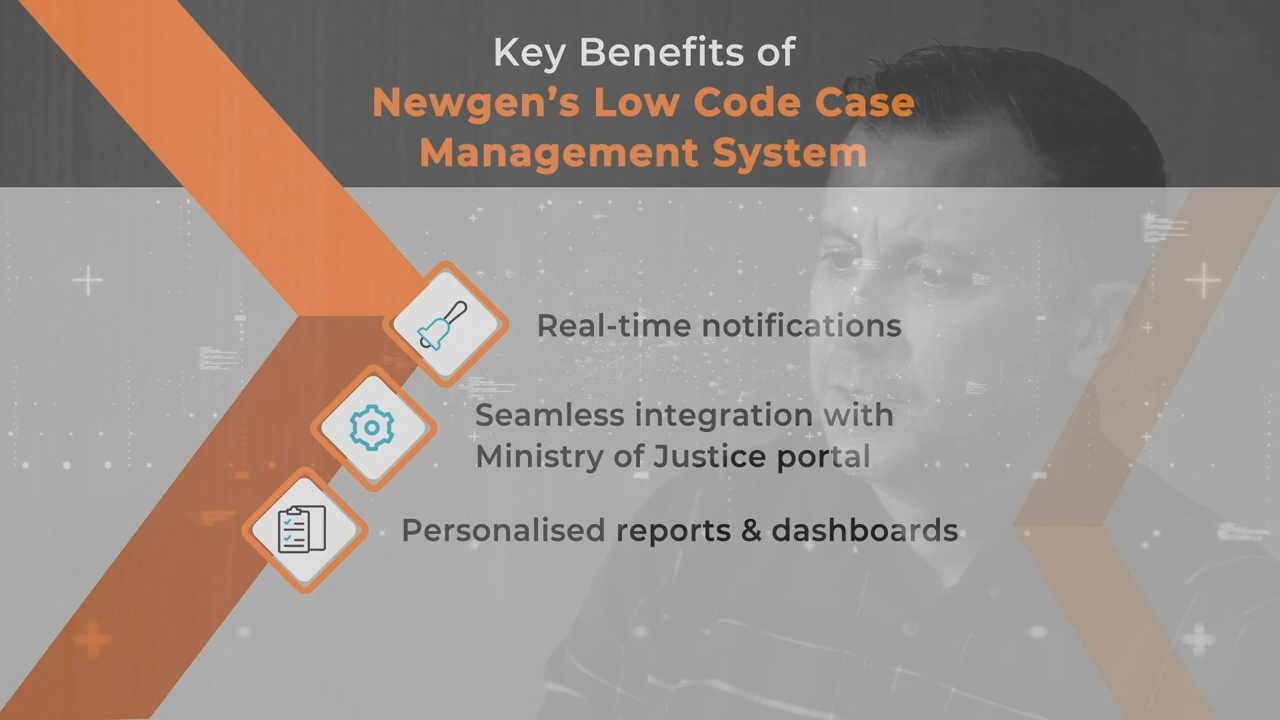 Key Benefits of
Newgen’s Low Code Case
Management System
Real-time notifications
Seamless integration with
Ministry of Justice portal
Personalised reports & dashboards